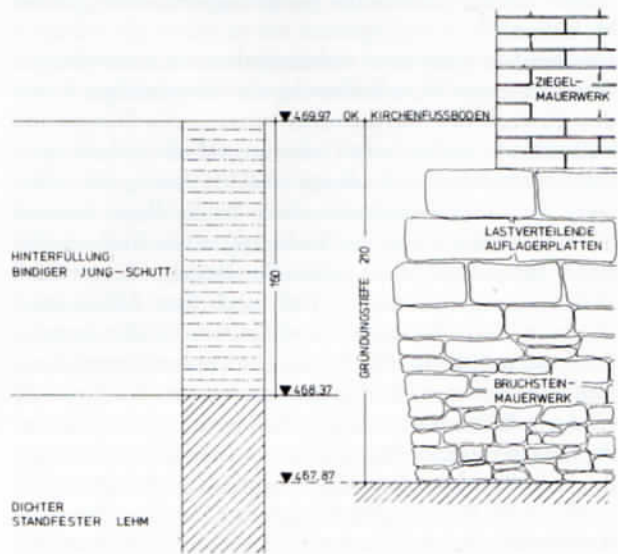 ZIEGEL-
MAUERWERK
469.97 OK KIRCHENFUSSBODEN
LASTVERTEILENDE
AUFLAGERPLATTEN
HINTERFÜLLUNG:
BINDIGER JUNG-SCHUTT
160
GRÜNDUNGSTIEFE 210
468.37
BRUCHSTEIN-
MAUERWERK
467.87
DICHTER
STANDFESTER LEHM